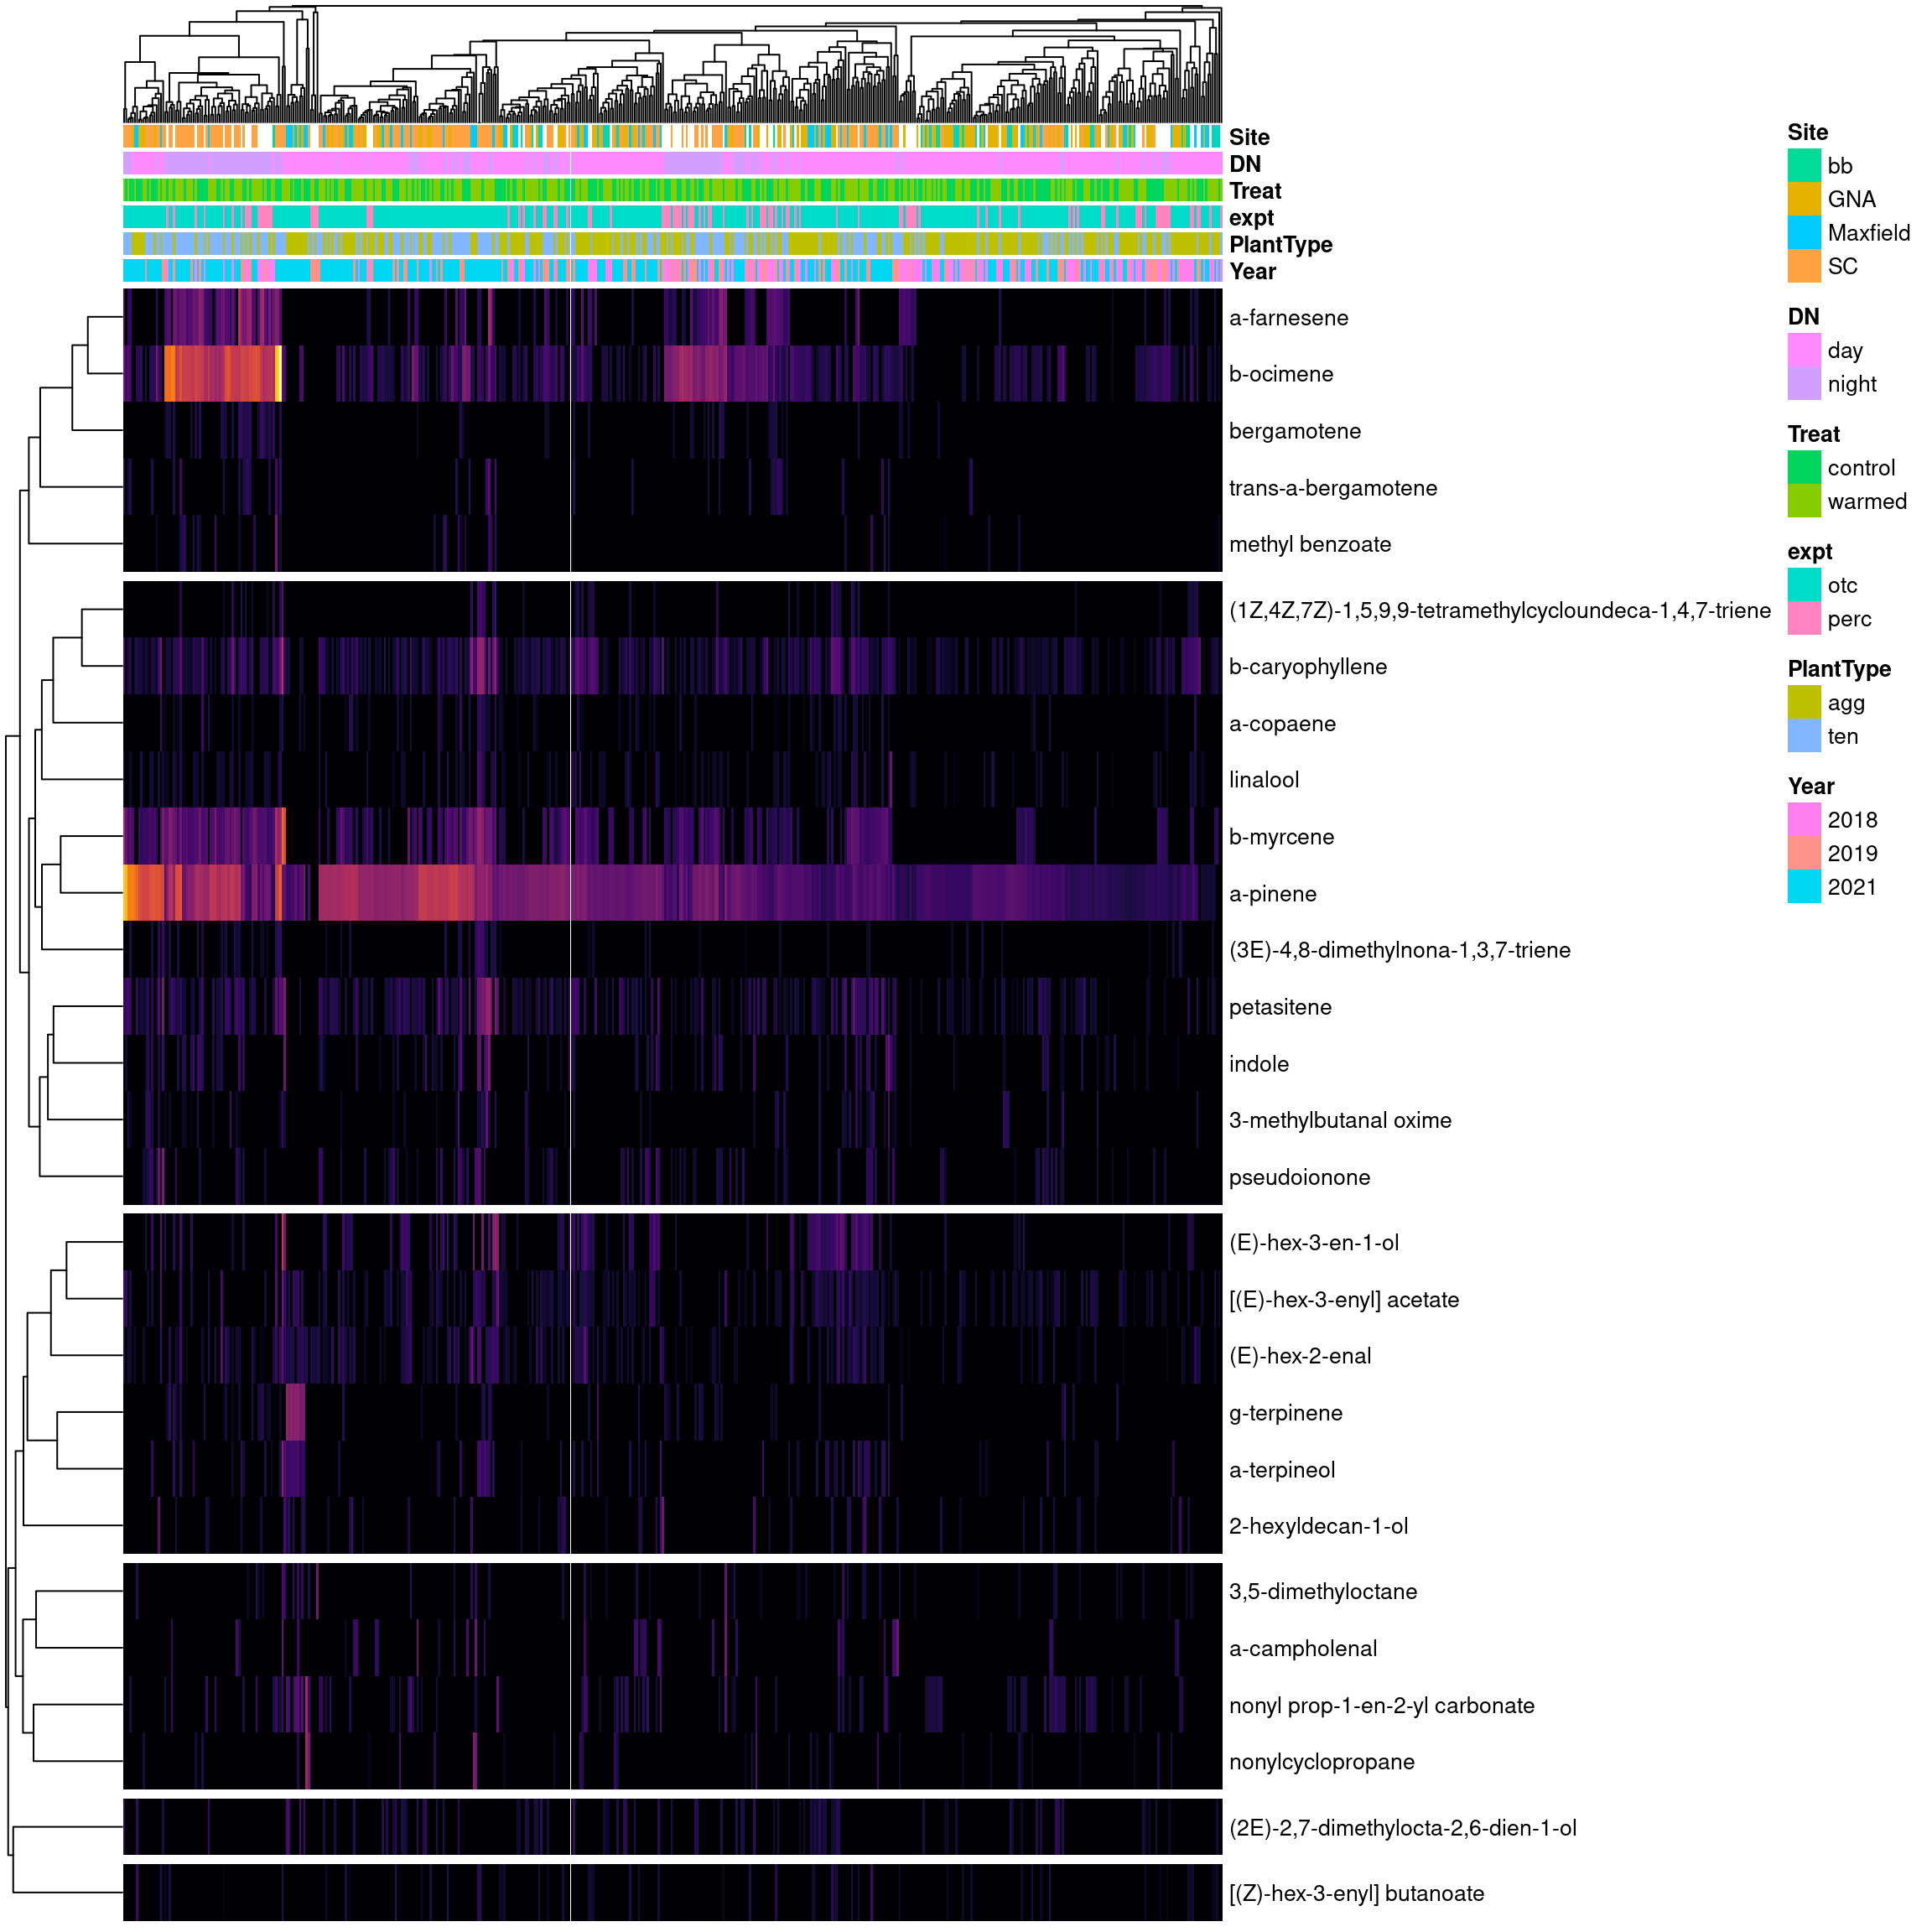 Site
DN
Treat
expt
PlantType
Year
a-farnesene
b-ocimene
bergamotene
trans-a-bergamotene
methyl benzoate
(1Z,4Z,7Z)-1,5,9,9-tetramethylcycloundeca-1,4,7-triene
b-caryophyllene
a-copaene
linalool
b-myrcene
a-pinene
(3E)-4,8-dimethylnona-1,3,7-triene
petasitene
indole
3-methylbutanal oxime
pseudoionone
(E)-hex-3-en-1-ol
[(E)-hex-3-enyl] acetate
(E)-hex-2-enal
g-terpinene
a-terpineol
2-hexyldecan-1-ol
3,5-dimethyloctane
a-campholenal
nonyl prop-1-en-2-yl carbonate
nonylcyclopropane
(2E)-2,7-dimethylocta-2,6-dien-1-ol
[(Z)-hex-3-enyl] butanoate
Site
bb
GNA
Maxfield
SC
DN
day
night
Treat
control
warmed
expt
otc
perc
PlantType
agg
ten
Year
2018
2019
2021